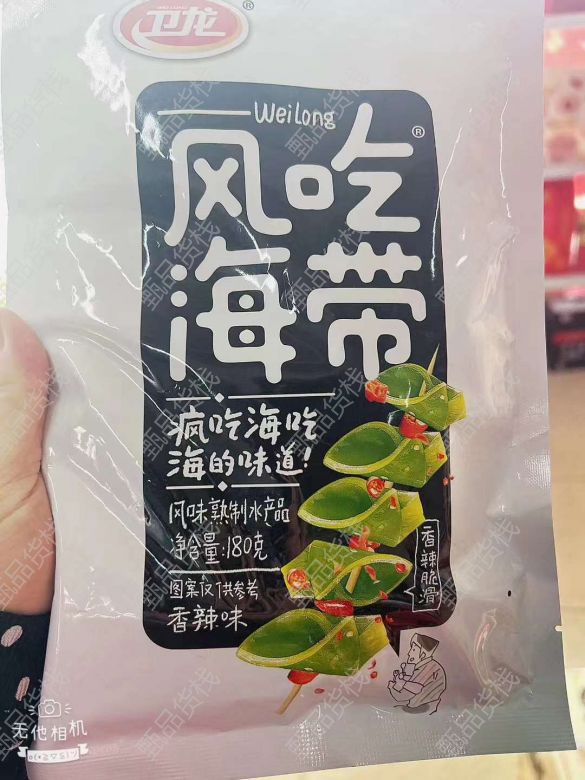 卫龙®
WeiLong
风吃®
海带
疯吃海吃
海的味道!
风味熟制水产品
净含量:180克
图案仅供参考
香辣味
香辣脆滑
无他相机
甄品货栈